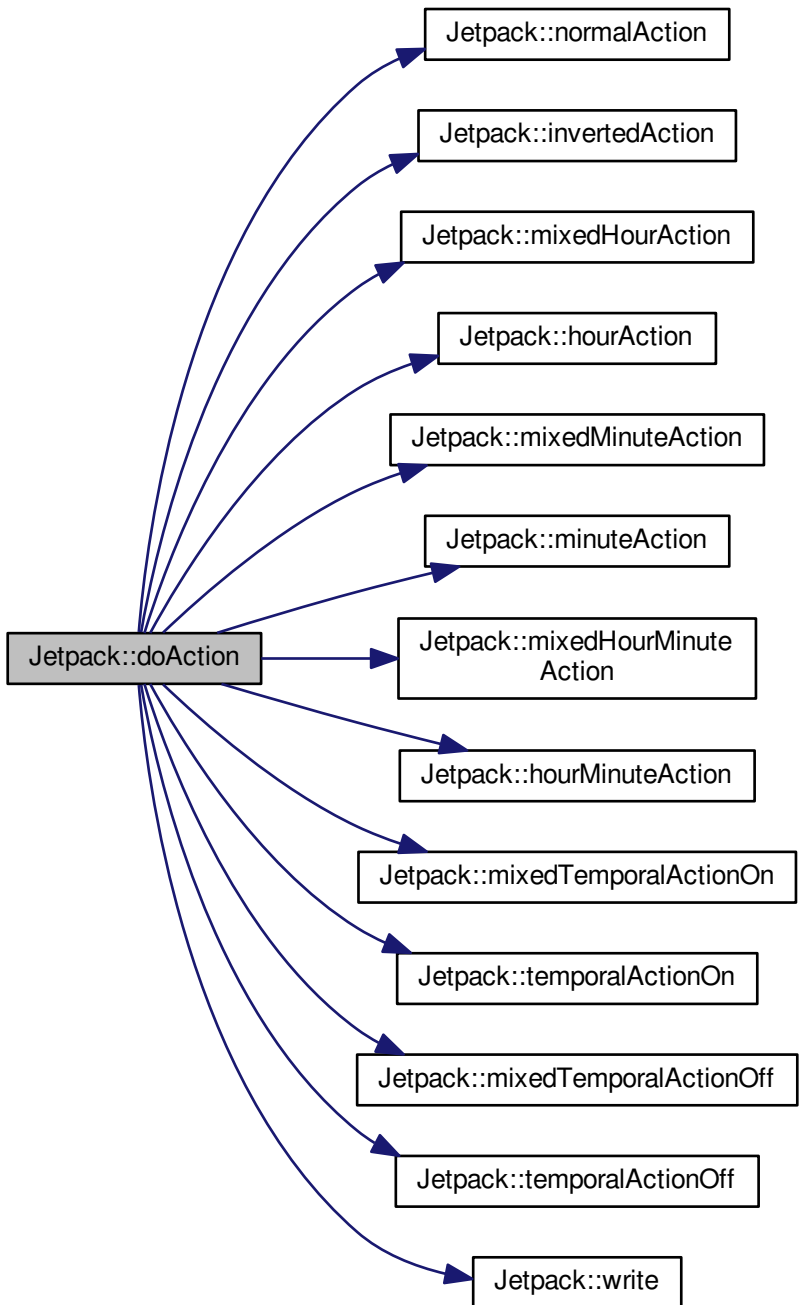 Jetpack::normalAction
Jetpack::invertedAction
Jetpack::mixedHourAction
Jetpack::hourAction
Jetpack::mixedMinuteAction
Jetpack::minuteAction
Jetpack::doAction
Jetpack::mixedHourMinute
Action
Jetpack::hourMinuteAction
Jetpack::mixedTemporalActionOn
Jetpack::temporalActionOn
Jetpack::mixedTemporalActionOff
Jetpack::temporalActionOff
Jetpack::write